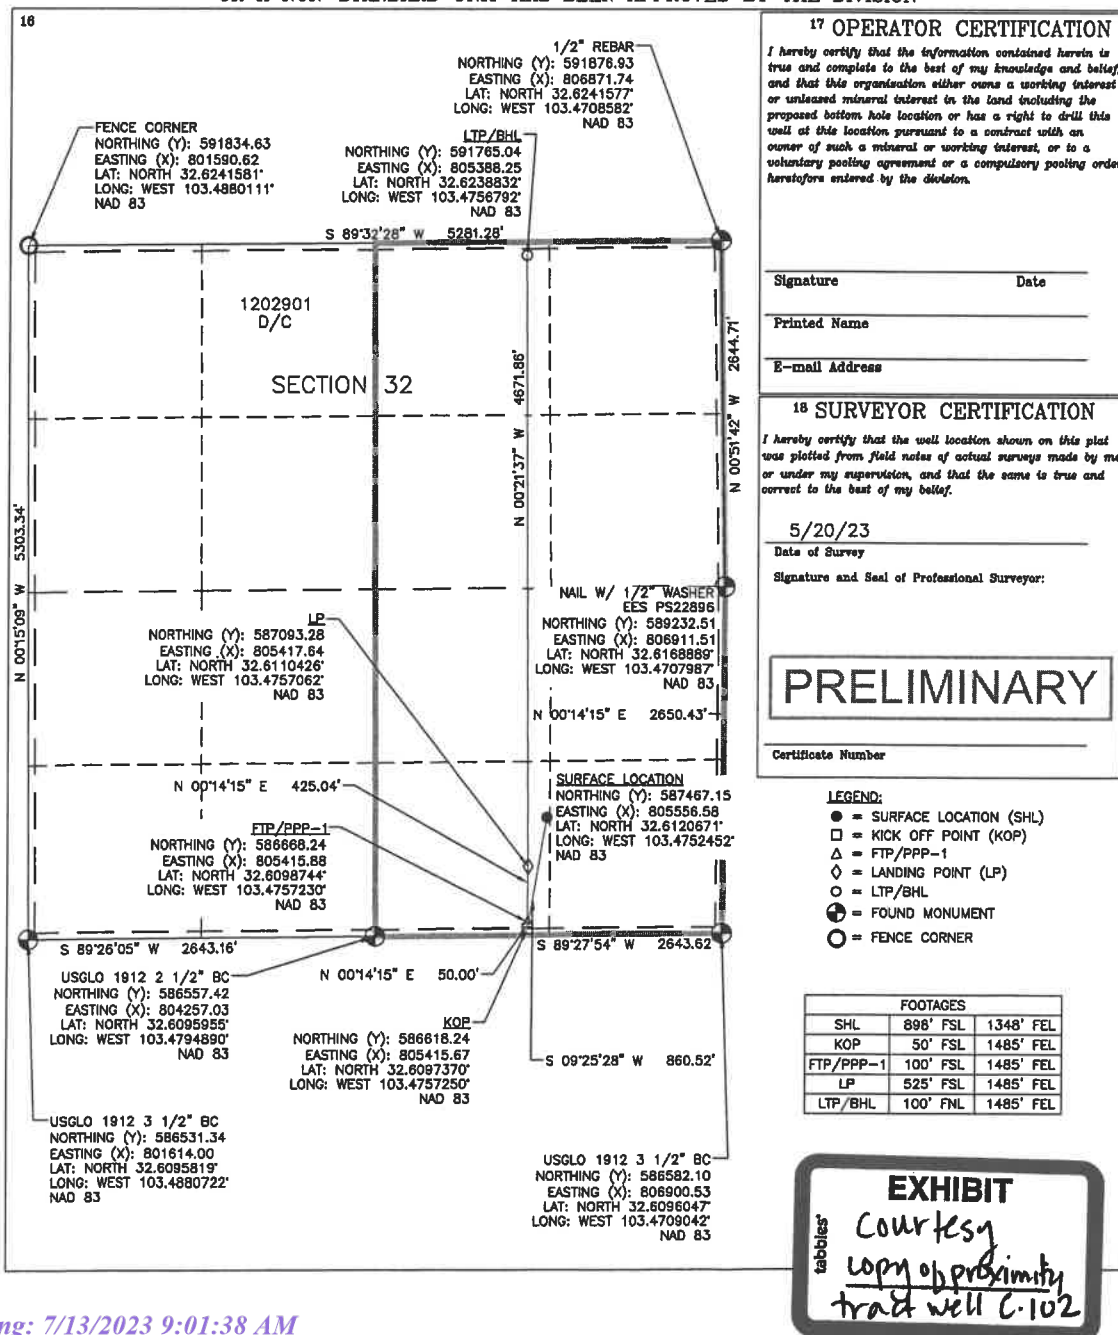 16
FENCE CORNER
NORTHING (Y): 591834.63
EASTING (X): 801590.62
LAT: NORTH 32.6241581°
LONG: WEST 103.4880111°
NAD 83
1/2" REBAR
NORTHING (Y): 591876.93
EASTING (X): 806871.74
LAT: NORTH 32.6241577°
LONG: WEST 103.4708582°
NAD 83
LTP/BHL
NORTHING (Y): 591765.04
EASTING (X): 805388.25
LAT: NORTH 32.6238832°
LONG: WEST 103.4756792°
NAD 83
S 89°32'28" W 5281.28'
1202901
D/C
SECTION 32
N 00°15'09" W 5303.34'
N 00°21'37" W 4671.86'
N 00°51'42" W 2644.71'
NAIL W/ 1/2" WASHER
EES PS22896
NORTHING (Y): 589232.51
EASTING (X): 806911.51
LAT: NORTH 32.6168889°
LONG: WEST 103.4707987°
NAD 83
LP
NORTHING (Y): 587093.28
EASTING (X): 805417.64
LAT: NORTH 32.6110426°
LONG: WEST 103.4757062°
NAD 83
N 00°14'15" E 2650.43'
N 00°14'15" E 425.04'
SURFACE LOCATION
NORTHING (Y): 587467.15
EASTING (X): 805556.58
LAT: NORTH 32.6120671°
LONG: WEST 103.4752452°
NAD 83
FTP/PPP-1
NORTHING (Y): 586668.24
EASTING (X): 805415.88
LAT: NORTH 32.6098744°
LONG: WEST 103.4757230°
NAD 83
S 89°26'05" W 2643.16'
S 89°27'54" W 2643.62'
USGLO 1912 2 1/2" BC
NORTHING (Y): 586557.42
EASTING (X): 804257.03
LAT: NORTH 32.6095955°
LONG: WEST 103.4794890°
NAD 83
N 00°14'15" E 50.00'
KOP
NORTHING (Y): 586618.24
EASTING (X): 805415.67
LAT: NORTH 32.6097370°
LONG: WEST 103.4757250°
NAD 83
S 09°25'28" W 860.52'
USGLO 1912 3 1/2" BC
NORTHING (Y): 586531.34
EASTING (X): 801614.00
LAT: NORTH 32.6095819°
LONG: WEST 103.4880722°
NAD 83
USGLO 1912 3 1/2" BC
NORTHING (Y): 586582.10
EASTING (X): 806900.53
LAT: NORTH 32.6096047°
LONG: WEST 103.4709042°
NAD 83
17 OPERATOR CERTIFICATION
I hereby certify that the information contained herein is
true and complete to the best of my knowledge and belief,
and that this organization either owns a working interest
or unleased mineral interest in the land including the
proposed bottom hole location or has a right to drill this
well at this location pursuant to a contract with an
owner of such a mineral or working interest, or to a
voluntary pooling agreement or a compulsory pooling order
heretofore entered by the division.
Signature Date
Printed Name
E-mail Address
18 SURVEYOR CERTIFICATION
I hereby certify that the well location shown on this plat
was plotted from field notes of actual surveys made by me
or under my supervision, and that the same is true and
correct to the best of my belief.
5/20/23
Date of Survey
Signature and Seal of Professional Surveyor:
PRELIMINARY
Certificate Number
LEGEND:
● = SURFACE LOCATION (SHL)
□ = KICK OFF POINT (KOP)
△ = FTP/PPP-1
◇ = LANDING POINT (LP)
○ = LTP/BHL
= FOUND MONUMENT
= FENCE CORNER
FOOTAGES
SHL 898' FSL 1348' FEL
KOP 50' FSL 1485' FEL
FTP/PPP-1 100' FSL 1485' FEL
LP 525' FSL 1485' FEL
LTP/BHL 100' FNL 1485' FEL
tabbies'
EXHIBIT
Courtesy
copy of proximity
tract well C-102
ng: 7/13/2023 9:01:38 AM